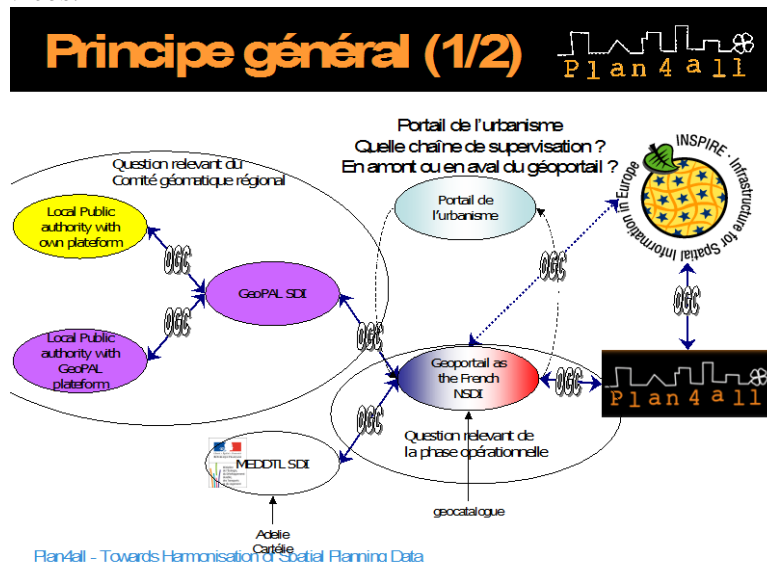 Principe général (1/2)
Plan4all
Portail de l'urbanisme
Quelle chaîne de supervision ?
En amont ou en aval du géoportail ?
Question relevant du
Comité géomatique régional
INSPIRE · Infrastructure for Spatial Information in Europe
Local Public
authority with
own plateform
Portail de
l'urbanisme
OGC
OGC
GeoPAL SDI
OGC
OGC
Local Public
authority with
GeoPAL
plateform
OGC
Geoportail as
the French
NSDI
OGC
Plan4all
OGC
Question relevant de
la phase opérationnelle
MEDDTL SDI
geocatalogue
Adelie
Cartélie
Plan4all - Towards Harmonisation of Spatial Planning Data